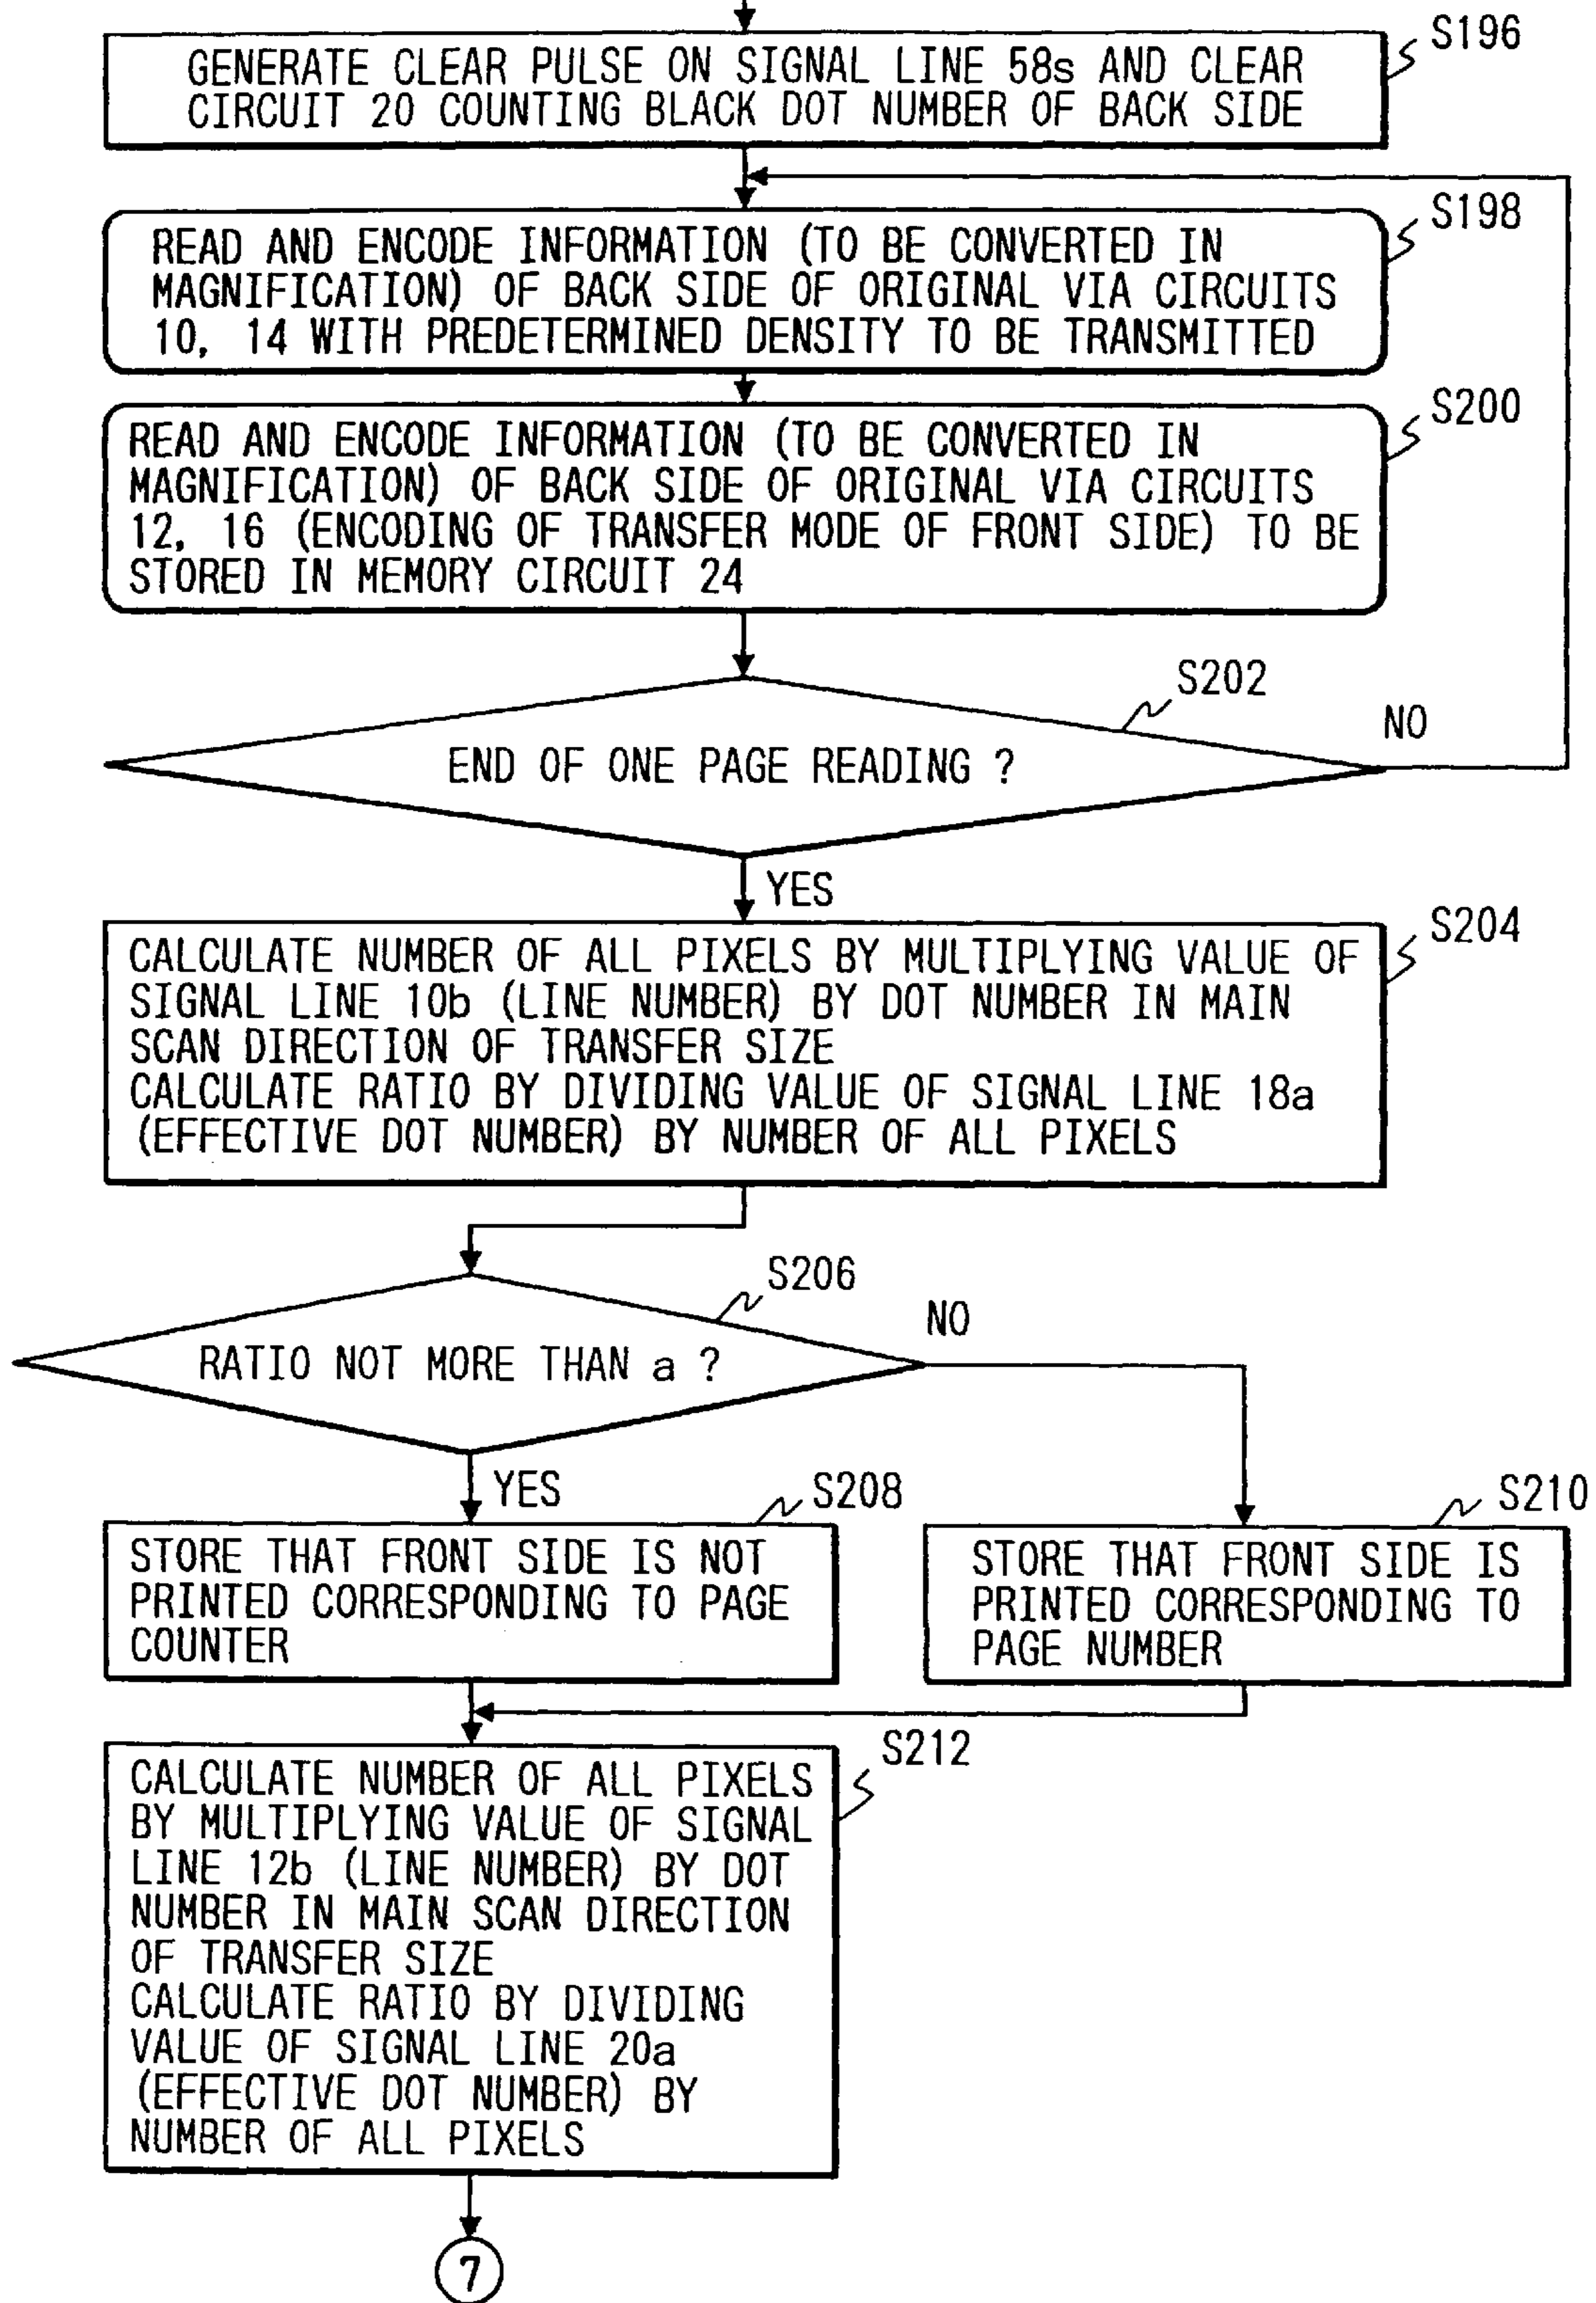 S196
GENERATE CLEAR PULSE ON SIGNAL LINE 58s AND CLEAR
CIRCUIT 20 COUNTING BLACK DOT NUMBER OF BACK SIDE
S198
READ AND ENCODE INFORMATION (TO BE CONVERTED IN
MAGNIFICATION) OF BACK SIDE OF ORIGINAL VIA CIRCUITS
10, 14 WITH PREDETERMINED DENSITY TO BE TRANSMITTED
S200
READ AND ENCODE INFORMATION (TO BE CONVERTED IN
MAGNIFICATION) OF BACK SIDE OF ORIGINAL VIA CIRCUITS
12, 16 (ENCODING OF TRANSFER MODE OF FRONT SIDE) TO BE
STORED IN MEMORY CIRCUIT 24
S202
NO
END OF ONE PAGE READING ?
YES
S204
CALCULATE NUMBER OF ALL PIXELS BY MULTIPLYING VALUE OF
SIGNAL LINE 10b (LINE NUMBER) BY DOT NUMBER IN MAIN
SCAN DIRECTION OF TRANSFER SIZE
CALCULATE RATIO BY DIVIDING VALUE OF SIGNAL LINE 18a
(EFFECTIVE DOT NUMBER) BY NUMBER OF ALL PIXELS
S206
NO
RATIO NOT MORE THAN a ?
YES
S208
STORE THAT FRONT SIDE IS NOT
PRINTED CORRESPONDING TO PAGE
COUNTER
S210
STORE THAT FRONT SIDE IS
PRINTED CORRESPONDING TO
PAGE NUMBER
S212
CALCULATE NUMBER OF ALL PIXELS
BY MULTIPLYING VALUE OF SIGNAL
LINE 12b (LINE NUMBER) BY DOT
NUMBER IN MAIN SCAN DIRECTION
OF TRANSFER SIZE
CALCULATE RATIO BY DIVIDING
VALUE OF SIGNAL LINE 20a
(EFFECTIVE DOT NUMBER) BY
NUMBER OF ALL PIXELS
7